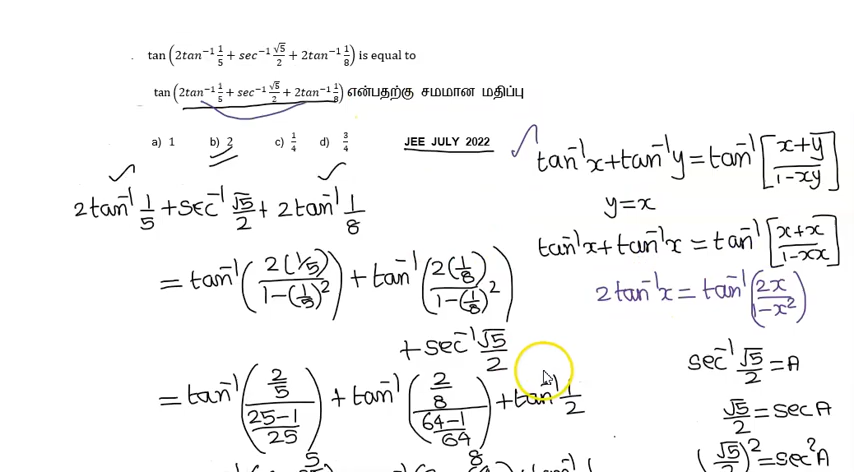 tan (2tan⁻¹ 1/5 + sec⁻¹ √5/2 + 2tan⁻¹ 1/8) is equal to
tan (2tan⁻¹ 1/5 + sec⁻¹ √5/2 + 2tan⁻¹ 1/8) என்பதற்கு சமமான மதிப்பு
a) 1 b) 2 c) 1/4 d) 3/4 JEE JULY 2022
tan⁻¹x + tan⁻¹y = tan⁻¹[(x+y)/(1-xy)]
y = x
tan⁻¹x + tan⁻¹x = tan⁻¹[(x+x)/(1-xx)]
2tan⁻¹x = tan⁻¹(2x/(1-x²))
2tan⁻¹ 1/5 + sec⁻¹ √5/2 + 2tan⁻¹ 1/8
= tan⁻¹(2(1/5)/(1-(1/5)²)) + tan⁻¹(2(1/8)/(1-(1/8)²))
+ sec⁻¹ √5/2
= tan⁻¹((2/5)/((25-1)/25)) + tan⁻¹((2/8)/((64-1)/64)) + tan⁻¹ 1/2
sec⁻¹ √5/2 = A
√5/2 = sec A
(√5/2)² = sec²A